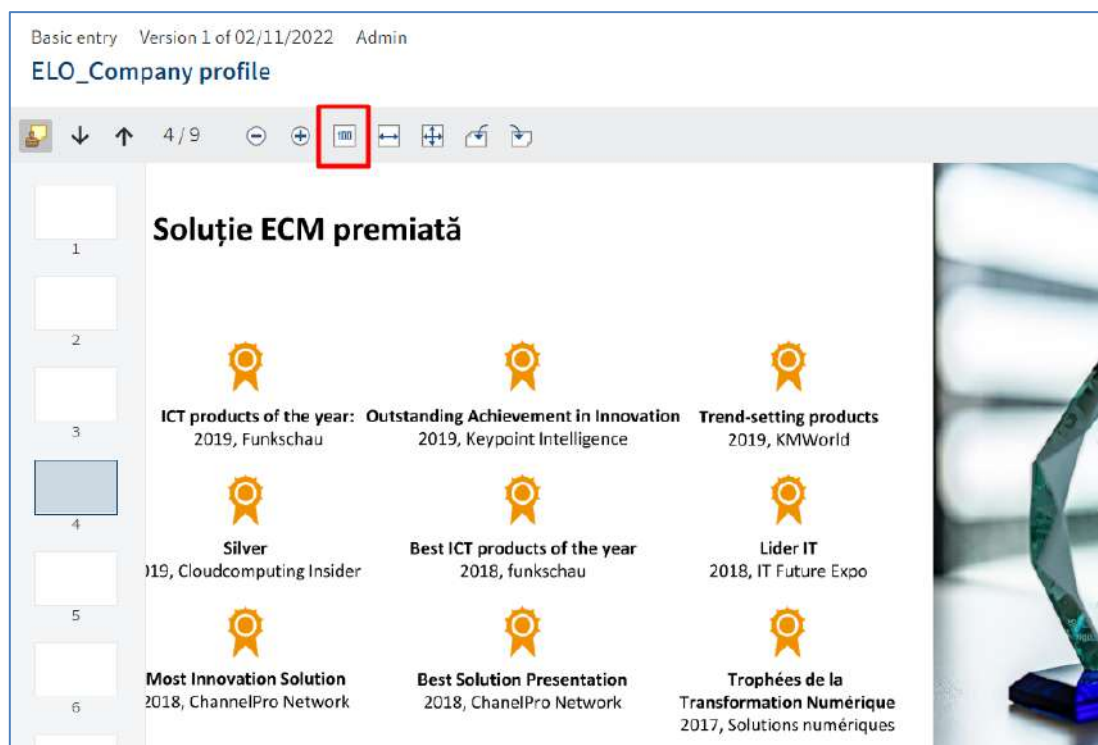 Basic entry Version 1 of 02/11/2022 Admin
ELO_Company profile
4 / 9
100
Soluție ECM premiată
1
2
3
4
5
6
ICT products of the year:
2019, Funkschau
Outstanding Achievement in Innovation
2019, Keypoint Intelligence
Trend-setting products
2019, KMWorld
Silver
019, Cloudcomputing Insider
Best ICT products of the year
2018, funkschau
Lider IT
2018, IT Future Expo
Most Innovation Solution
2018, ChannelPro Network
Best Solution Presentation
2018, ChanelPro Network
Trophées de la
Transformation Numérique
2017, Solutions numériques